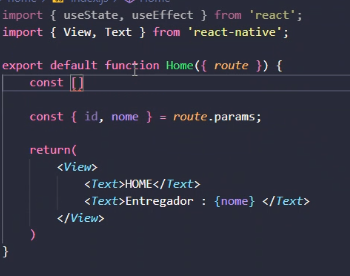 home > index.js > Home
import { useState, useEffect } from 'react';
import { View, Text } from 'react-native';
export default function Home({ route }) {
const []
const { id, nome } = route.params;
return(
<View>
<Text>HOME</Text>
<Text>Entregador : {nome} </Text>
</View>
)
}